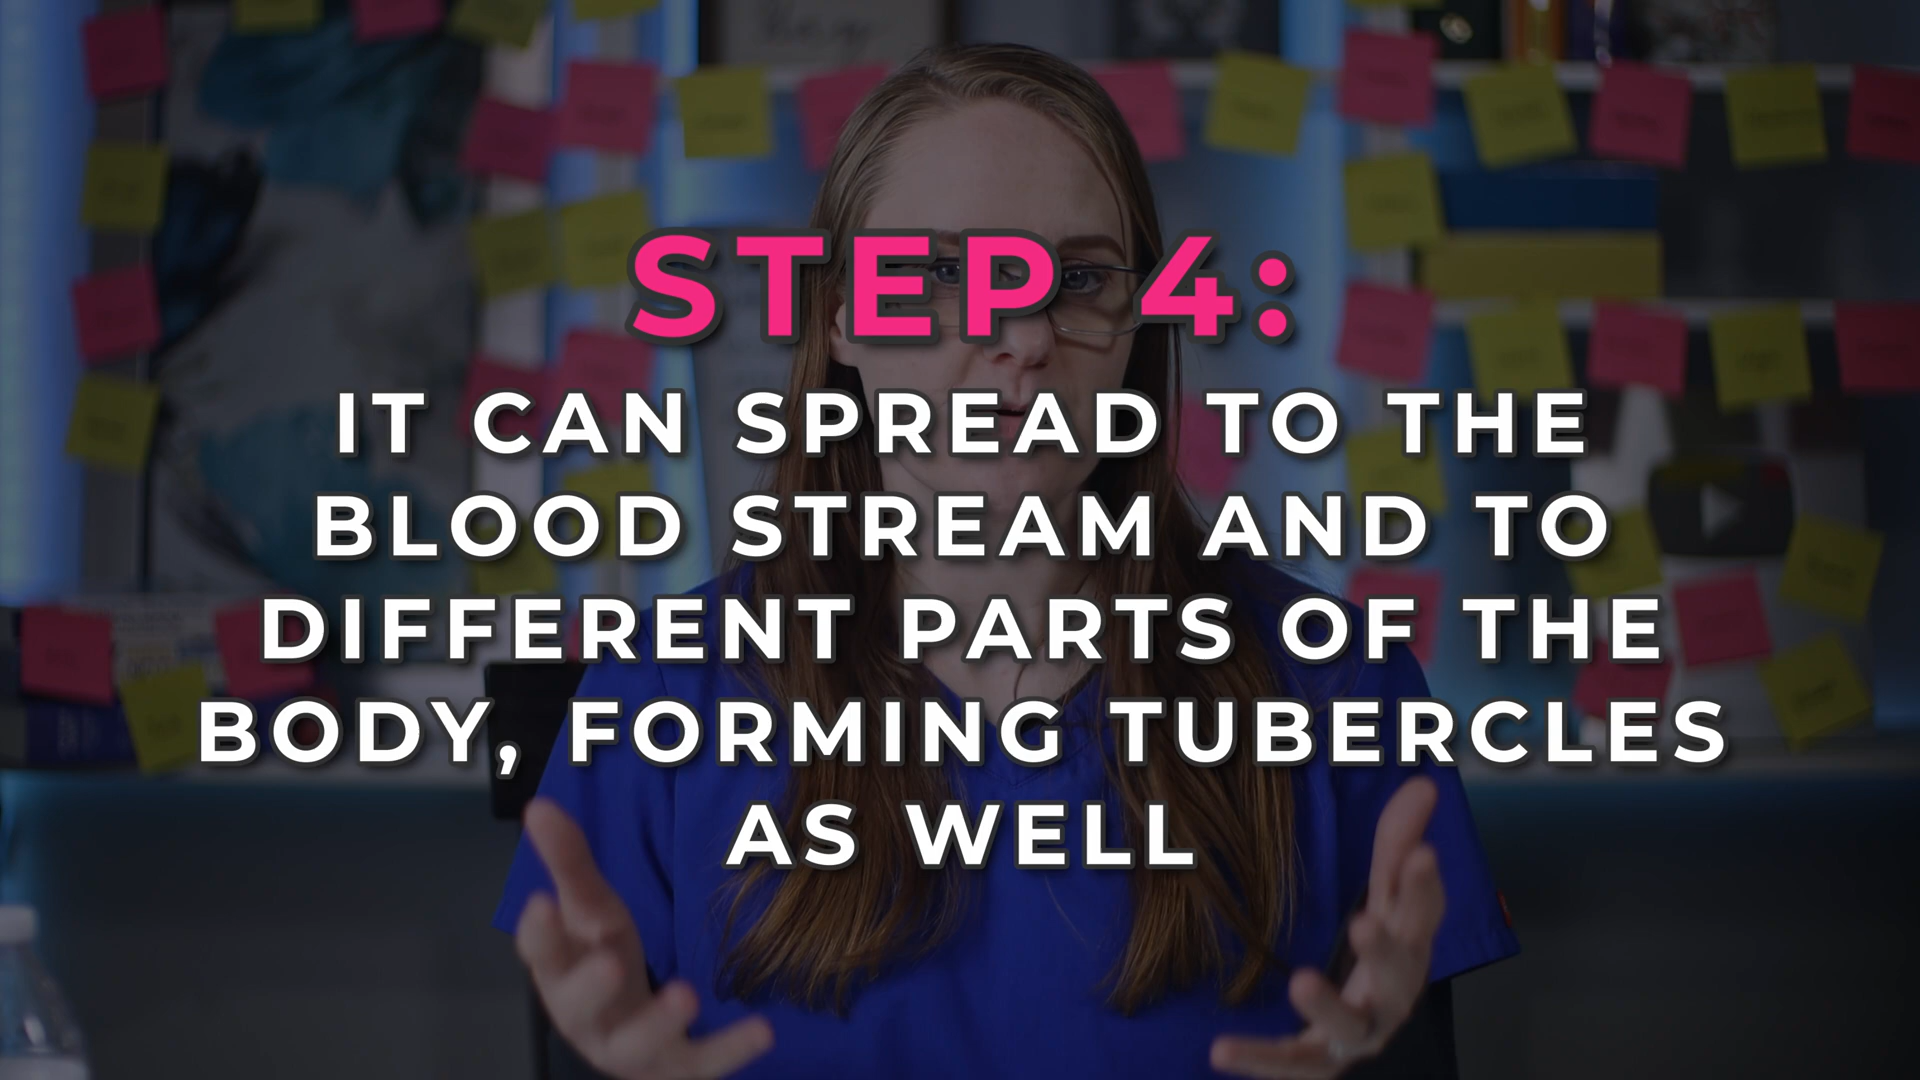 STEP 4:
IT CAN SPREAD TO THE
BLOOD STREAM AND TO
DIFFERENT PARTS OF THE
BODY, FORMING TUBERCLES
AS WELL